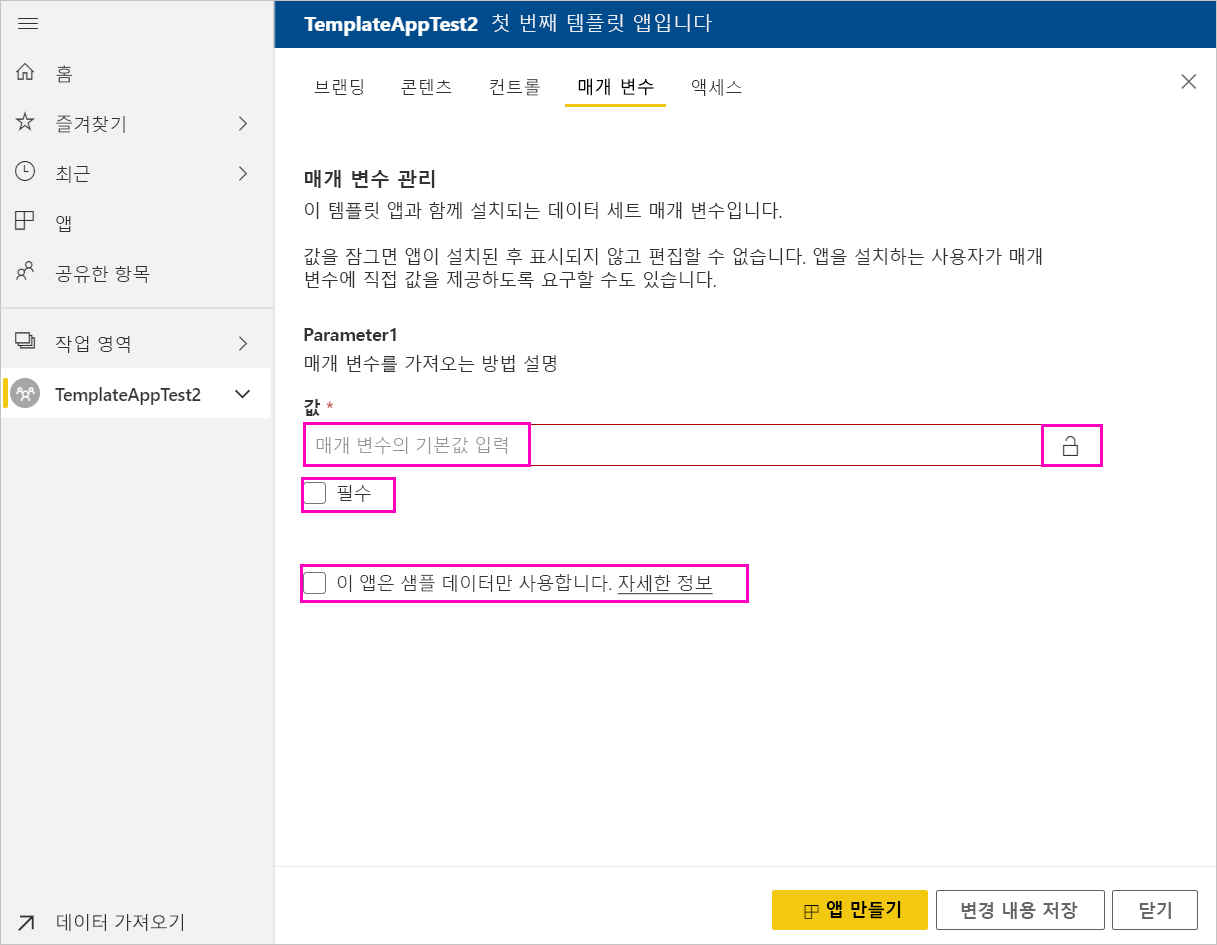 TemplateAppTest2 첫 번째 템플릿 앱입니다
홈
즐겨찾기
최근
앱
공유한 항목
작업 영역
TemplateAppTest2
데이터 가져오기
브랜딩 콘텐츠 컨트롤 매개 변수 액세스
매개 변수 관리
이 템플릿 앱과 함께 설치되는 데이터 세트 매개 변수입니다.
값을 잠그면 앱이 설치된 후 표시되지 않고 편집할 수 없습니다. 앱을 설치하는 사용자가 매개
변수에 직접 값을 제공하도록 요구할 수도 있습니다.
Parameter1
매개 변수를 가져오는 방법 설명
값 *
매개 변수의 기본값 입력
필수
이 앱은 샘플 데이터만 사용합니다. 자세한 정보
앱 만들기 변경 내용 저장 닫기